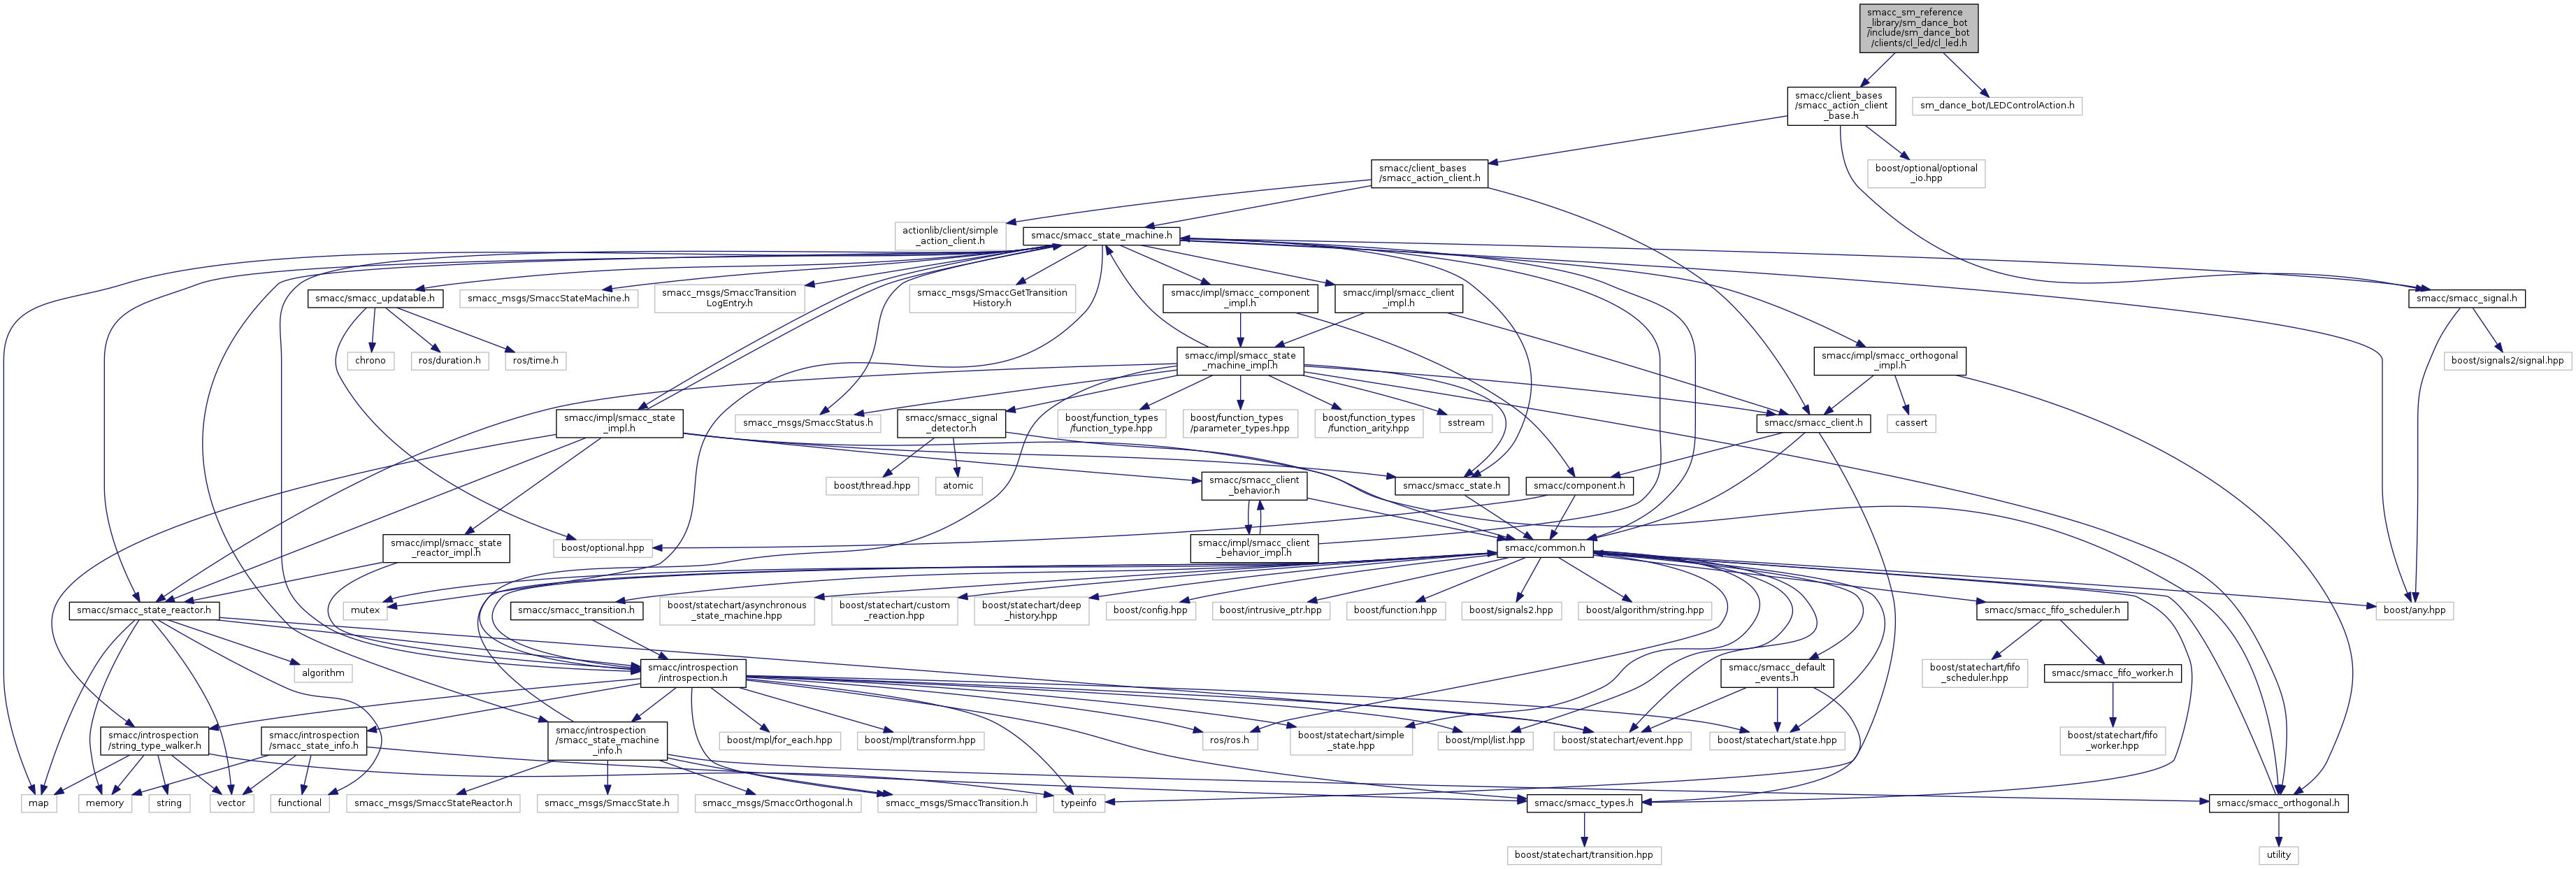 smacc_sm_reference
_library/sm_dance_bot
/include/sm_dance_bot
/clients/cl_led/cl_led.h
smacc/client_bases
/smacc_action_client
_base.h
sm_dance_bot/LEDControlAction.h
smacc/client_bases
/smacc_action_client.h
boost/optional/optional
_io.hpp
actionlib/client/simple
_action_client.h
smacc/smacc_state_machine.h
smacc/smacc_updatable.h
smacc_msgs/SmaccStateMachine.h
smacc_msgs/SmaccTransition
LogEntry.h
smacc_msgs/SmaccGetTransition
History.h
smacc/impl/smacc_component
_impl.h
smacc/impl/smacc_client
_impl.h
smacc/smacc_signal.h
chrono
ros/duration.h
ros/time.h
smacc/impl/smacc_state
_machine_impl.h
smacc/impl/smacc_orthogonal
_impl.h
boost/signals2/signal.hpp
smacc/impl/smacc_state
_impl.h
smacc_msgs/SmaccStatus.h
smacc/smacc_signal
_detector.h
boost/function_types
/function_type.hpp
boost/function_types
/parameter_types.hpp
boost/function_types
/function_arity.hpp
sstream
smacc/smacc_client.h
cassert
boost/thread.hpp
atomic
smacc/smacc_client
_behavior.h
smacc/smacc_state.h
smacc/component.h
smacc/impl/smacc_state
_reactor_impl.h
boost/optional.hpp
smacc/impl/smacc_client
_behavior_impl.h
smacc/common.h
smacc/smacc_state_reactor.h
mutex
smacc/smacc_transition.h
boost/statechart/asynchronous
_state_machine.hpp
boost/statechart/custom
_reaction.hpp
boost/statechart/deep
_history.hpp
boost/config.hpp
boost/intrusive_ptr.hpp
boost/function.hpp
boost/signals2.hpp
boost/algorithm/string.hpp
smacc/smacc_fifo_scheduler.h
boost/any.hpp
algorithm
smacc/introspection
/introspection.h
smacc/smacc_default
_events.h
boost/statechart/fifo
_scheduler.hpp
smacc/smacc_fifo_worker.h
smacc/introspection
/string_type_walker.h
smacc/introspection
/smacc_state_info.h
smacc/introspection
/smacc_state_machine
_info.h
boost/mpl/for_each.hpp
boost/mpl/transform.hpp
ros/ros.h
boost/statechart/simple
_state.hpp
boost/mpl/list.hpp
boost/statechart/event.hpp
boost/statechart/state.hpp
boost/statechart/fifo
_worker.hpp
map
memory
string
vector
functional
smacc_msgs/SmaccStateReactor.h
smacc_msgs/SmaccState.h
smacc_msgs/SmaccOrthogonal.h
smacc_msgs/SmaccTransition.h
typeinfo
smacc/smacc_types.h
smacc/smacc_orthogonal.h
boost/statechart/transition.hpp
utility